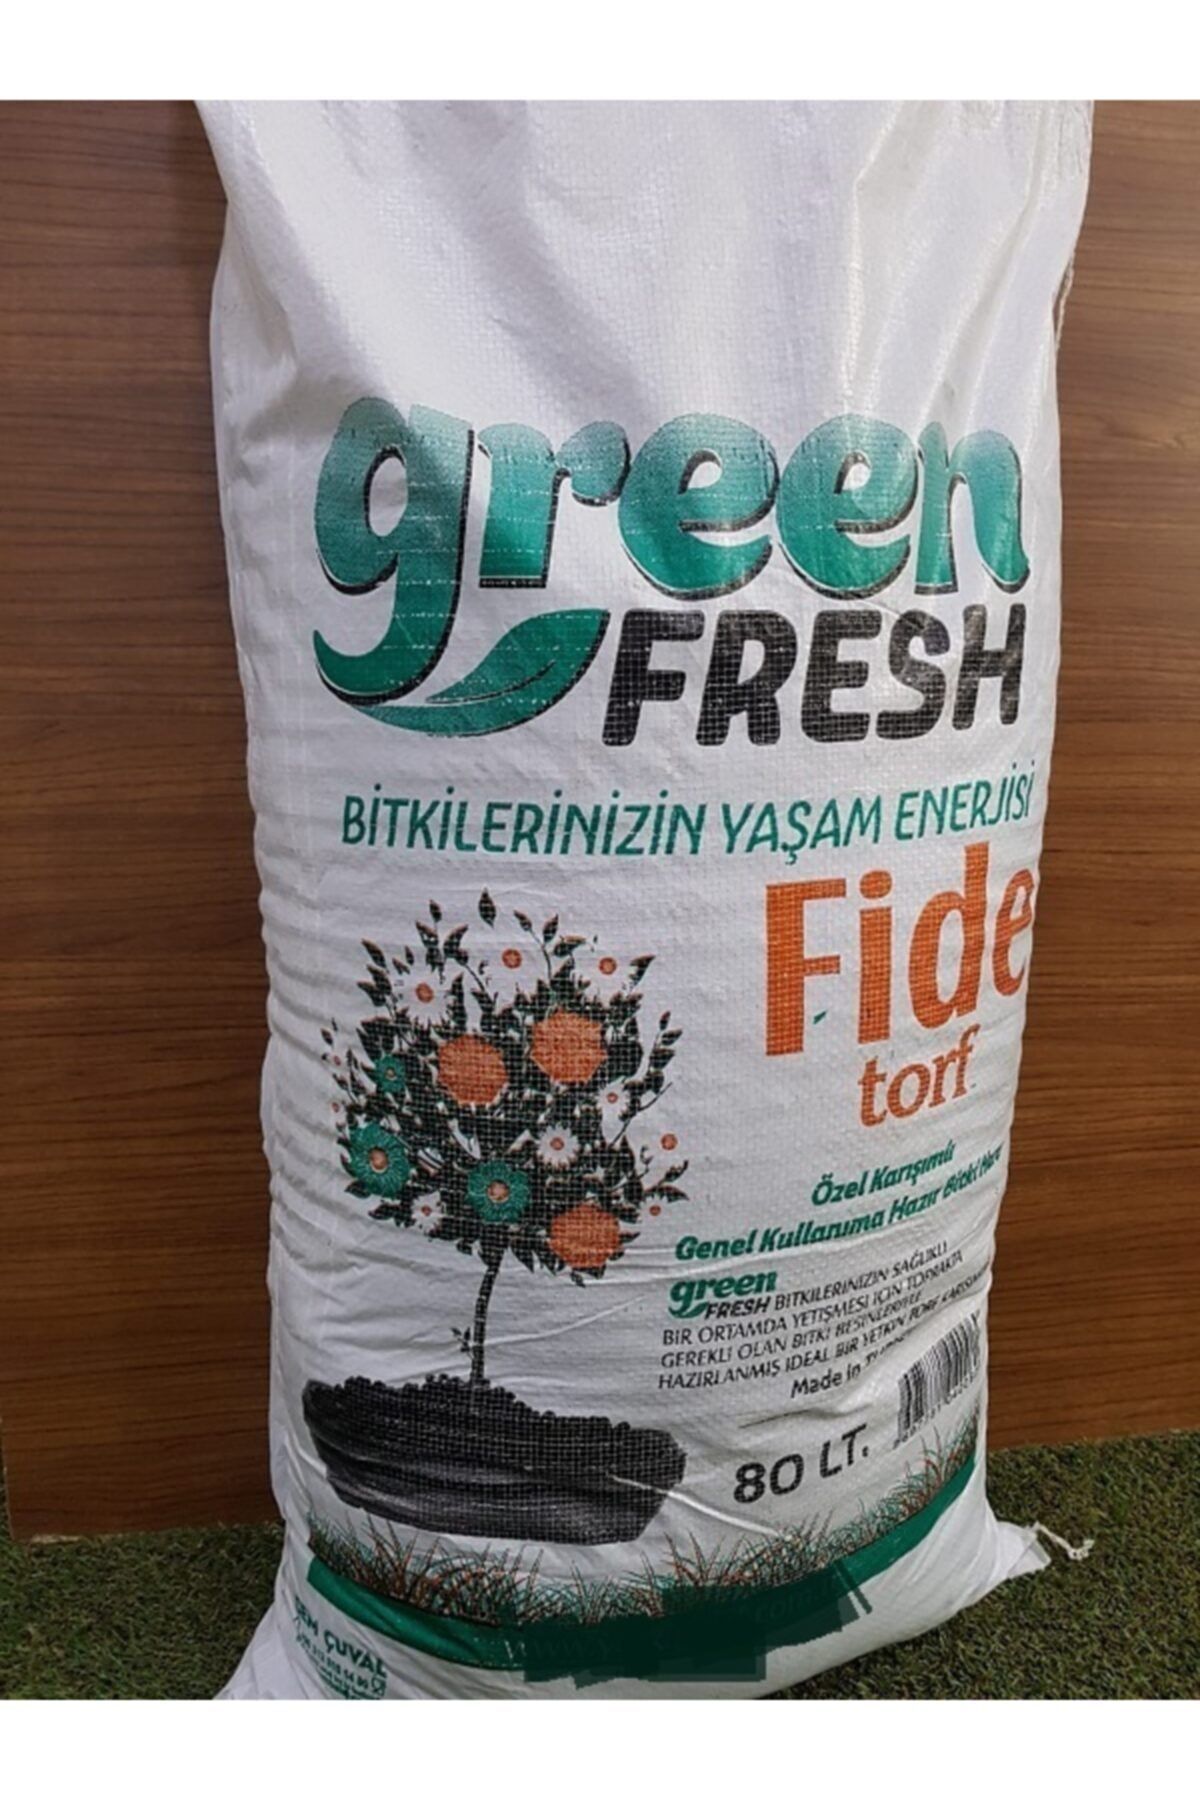 green
FRESH
BİTKİLERİNİZİN YAŞAM ENERJİSİ
Fide
torf
Özel Karışımlı
Genel Kullanıma Hazır Bitki
green
FRESH BİTKİLERİNİZİN SAĞLIKLI
BİR ORTAMDA YETİŞMESİ İÇİN TOPRAKTA
GEREKLİ OLAN BİTKİ BESİNLERİYLE
HAZIRLANMIŞ İDEAL BİR YETKİN TORF
Made in
80 LT.
ÇUVAL